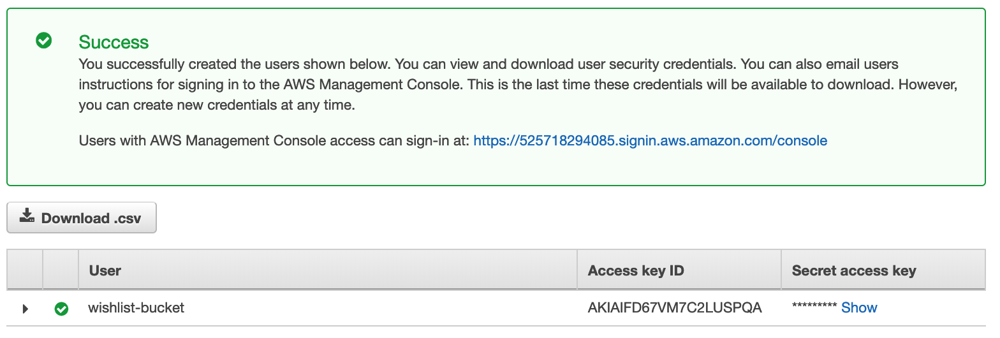 Success
You successfully created the users shown below. You can view and download user security credentials. You can also email users
instructions for signing in to the AWS Management Console. This is the last time these credentials will be available to download. However,
you can create new credentials at any time.
Users with AWS Management Console access can sign-in at: https://525718294085.signin.aws.amazon.com/console
Download .csv
User Access key ID Secret access key
wishlist-bucket AKIAIFD67VM7C2LUSPQA ********* Show